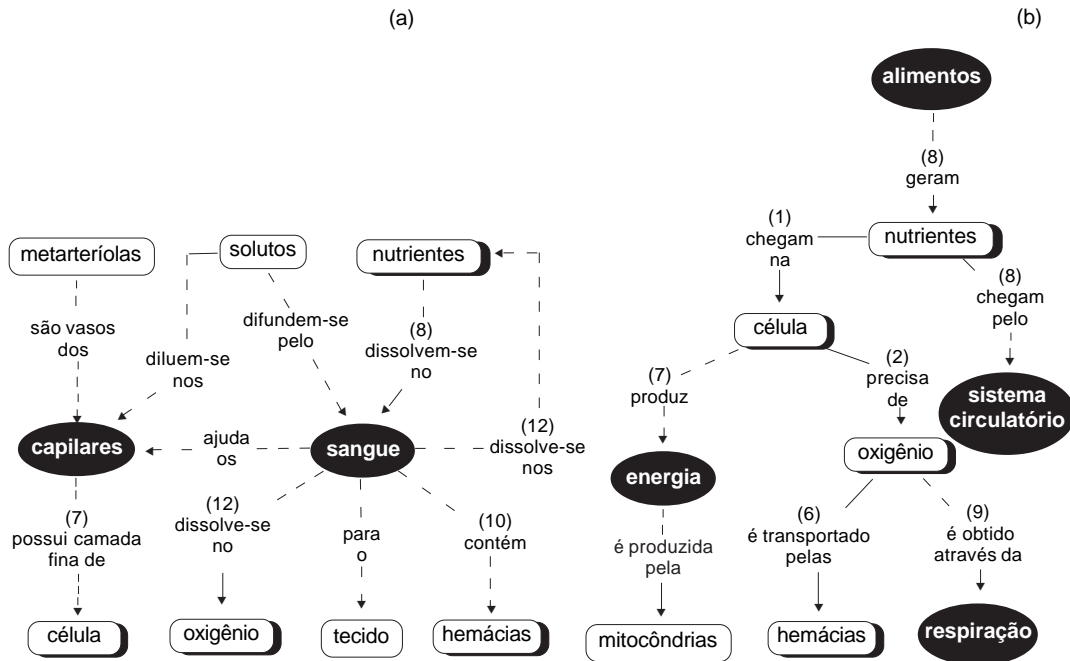 (a)
metarteríolas
solutos
nutrientes
são vasos
dos
diluem-se
nos
difundem-se
pelo
(8)
dissolvem-se
no
(12)
dissolve-se
nos
capilares
ajuda
os
sangue
(7)
possui camada
fina de
(12)
dissolve-se
no
para
o
(10)
contém
célula
oxigênio
tecido
hemácias
(b)
alimentos
(8)
geram
nutrientes
(1)
chegam
na
(8)
chegam
pelo
célula
sistema
circulatório
(7)
produz
(2)
precisa
de
energia
oxigênio
é produzida
pela
(6)
é transportado
pelas
(9)
é obtido
através da
mitocôndrias
hemácias
respiração